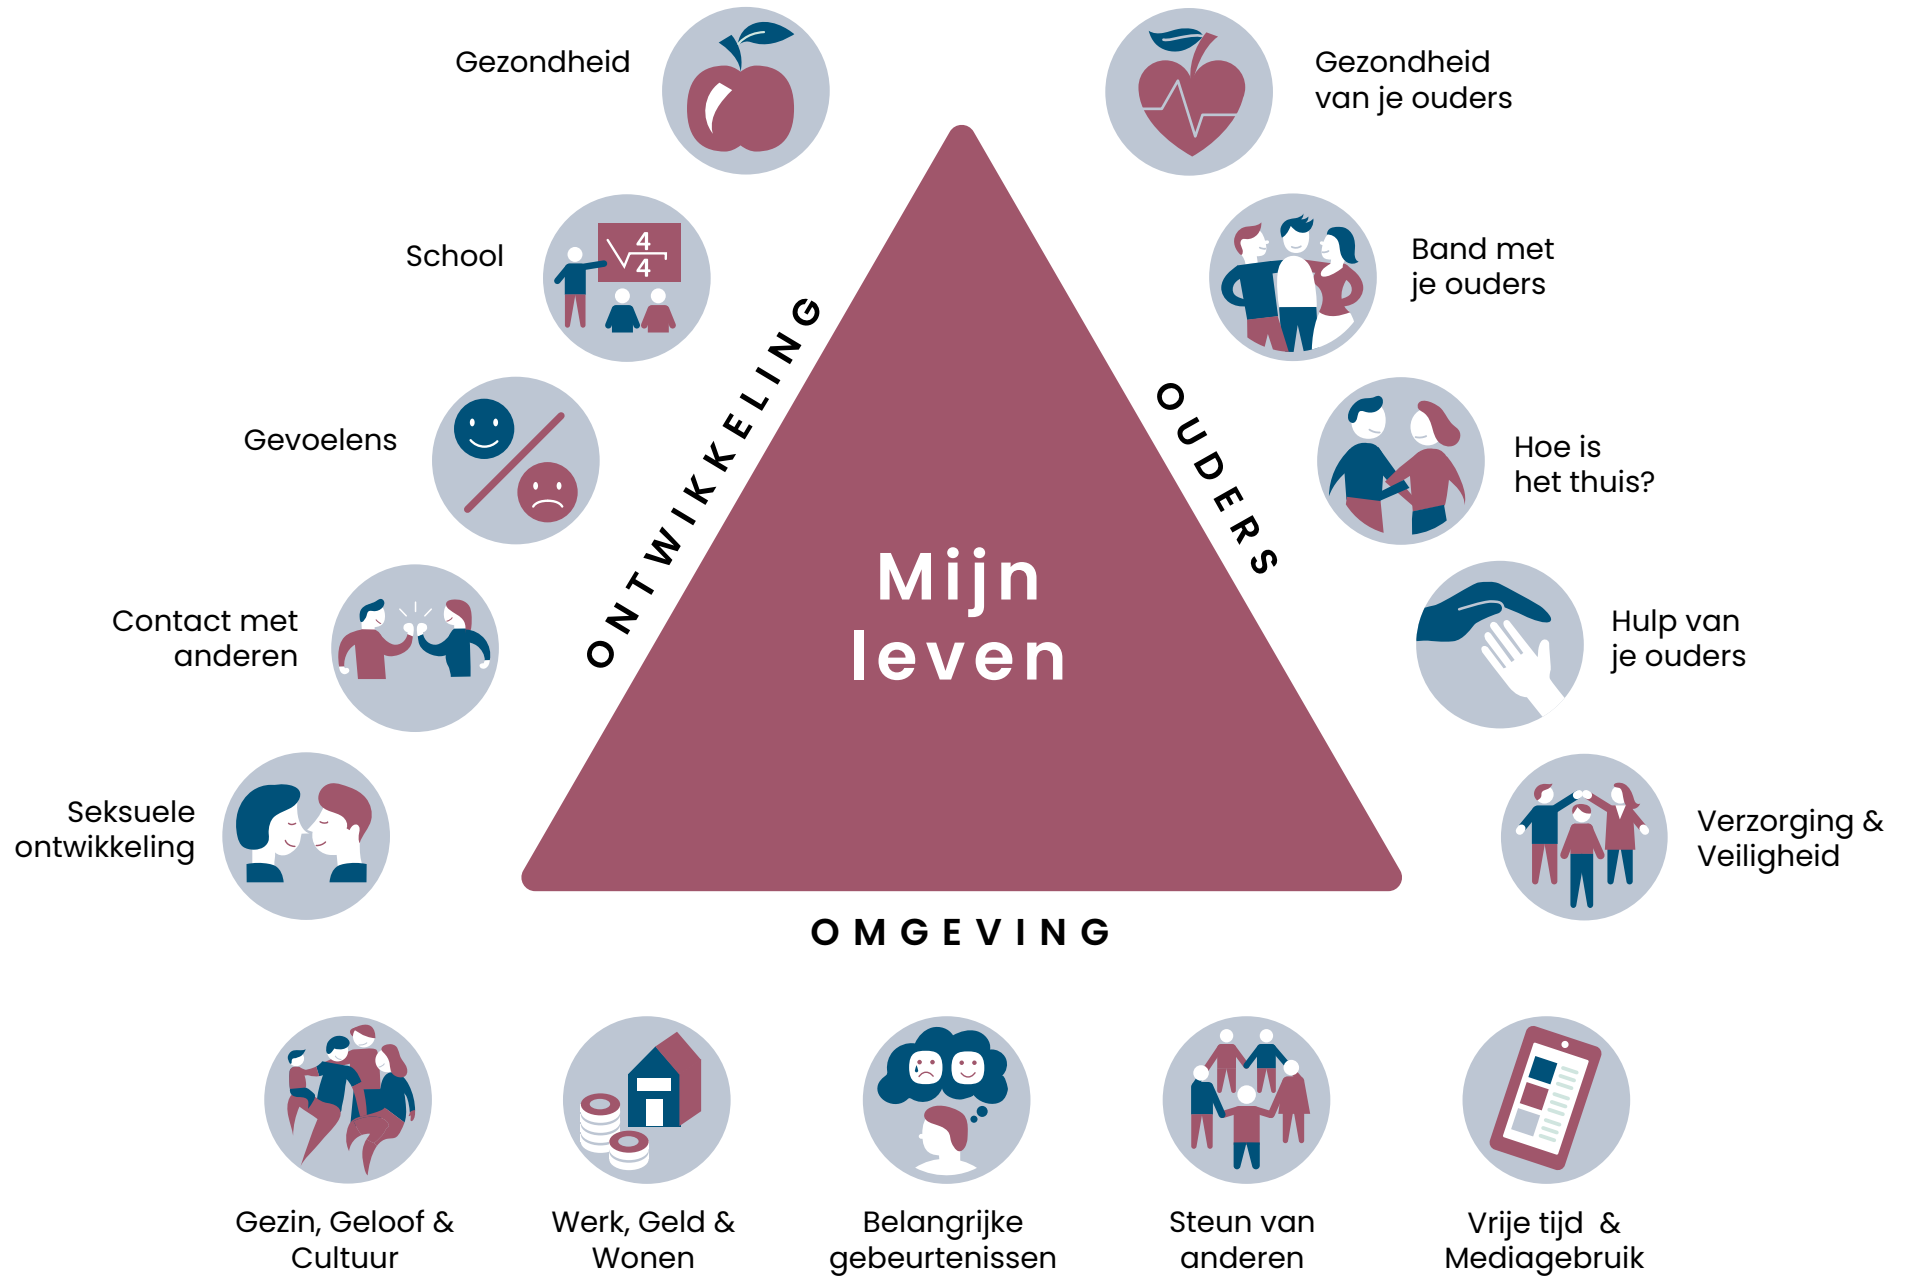 Gezondheid
School
4
4
Gevoelens
Contact met
anderen
Seksuele
ontwikkeling
ONTWIKKELING
Mijn
leven
OUDERS
Gezondheid
van je ouders
Band met
je ouders
Hoe is
het thuis?
Hulp van
je ouders
Verzorging &
Veiligheid
OMGEVING
Gezin, Geloof &
Cultuur
Werk, Geld &
Wonen
Belangrijke
gebeurtenissen
Steun van
anderen
Vrije tijd &
Mediagebruik